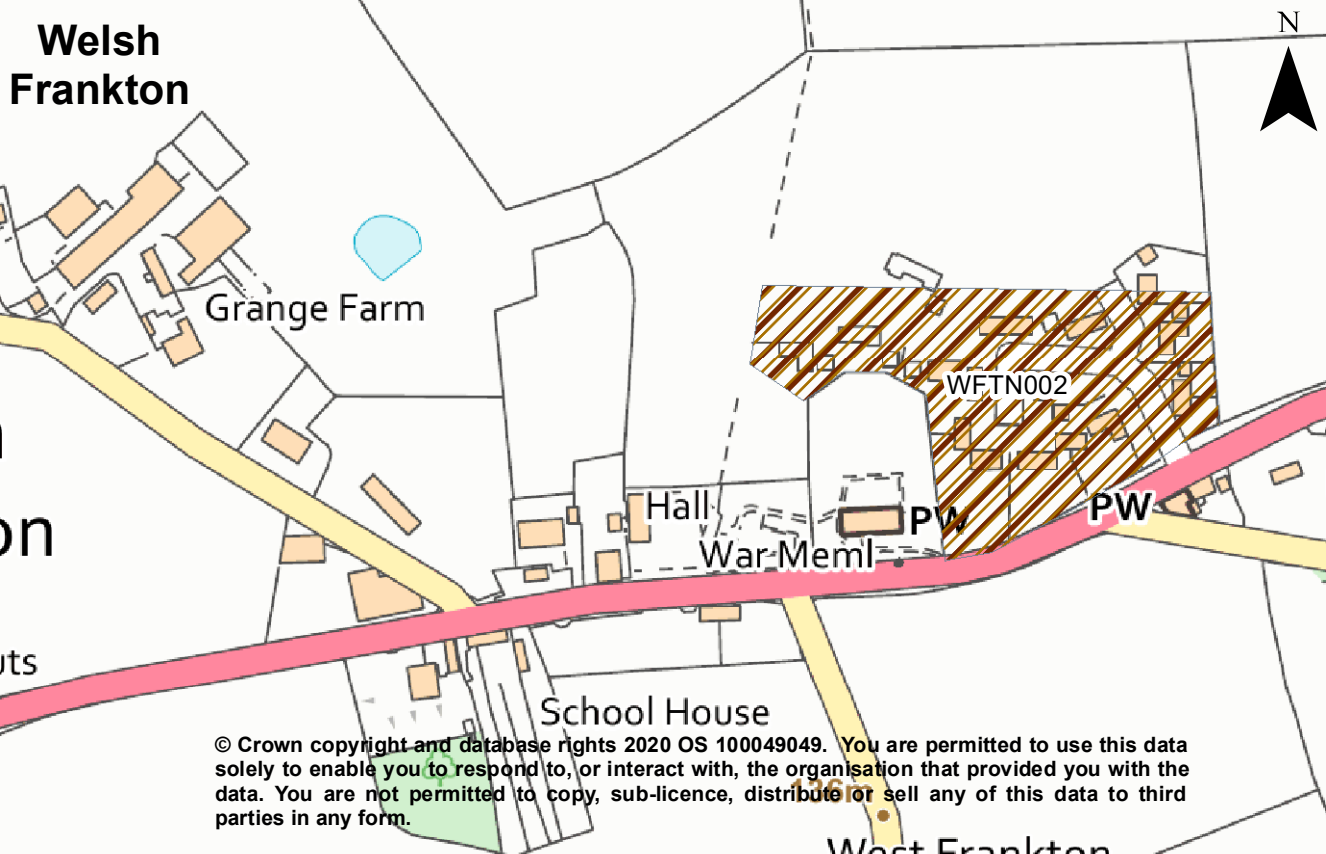 Welsh
Frankton
N
Grange Farm
WFTN002
Hall
PW
PW
War Meml
on
uts
School House
© Crown copyright and database rights 2020 OS 100049049. You are permitted to use this data
solely to enable you to respond to, or interact with, the organisation that provided you with the
data. You are not permitted to copy, sub-licence, distribute or sell any of this data to third
parties in any form.
136m
West Frankton